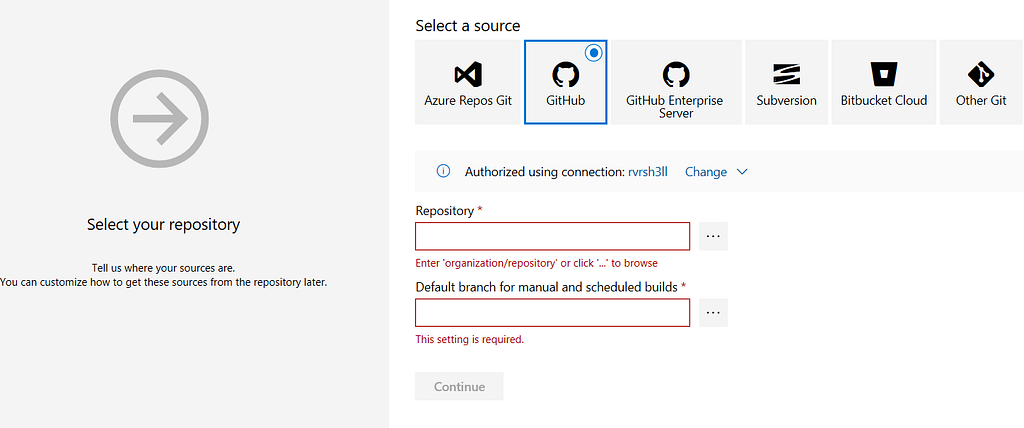 Select a source
Azure Repos Git
GitHub
GitHub Enterprise
Server
Subversion
Bitbucket Cloud
Other Git
Authorized using connection: rvrsh3ll Change
Select your repository
Tell us where your sources are.
You can customize how to get these sources from the repository later.
Repository *
...
Enter 'organization/repository' or click '...' to browse
Default branch for manual and scheduled builds *
...
This setting is required.
Continue